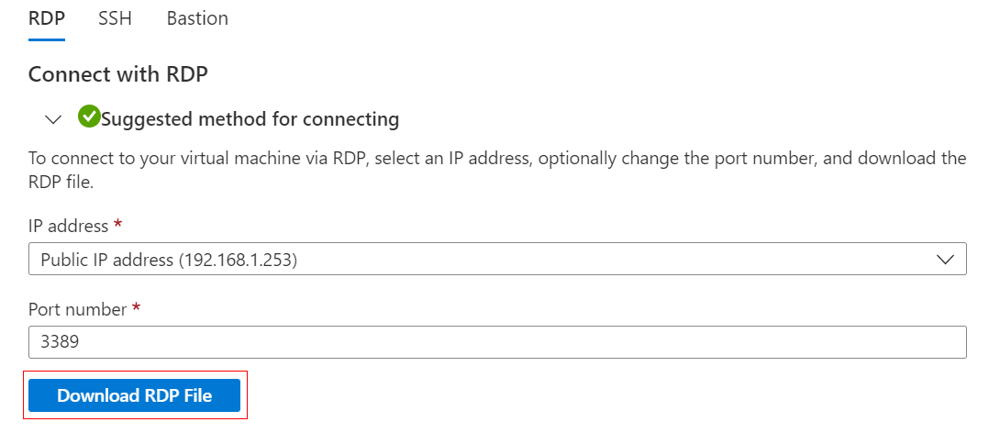 RDP SSH Bastion
Connect with RDP
Suggested method for connecting
To connect to your virtual machine via RDP, select an IP address, optionally change the port number, and download the
RDP file.
IP address *
Public IP address (192.168.1.253)
Port number *
3389
Download RDP File